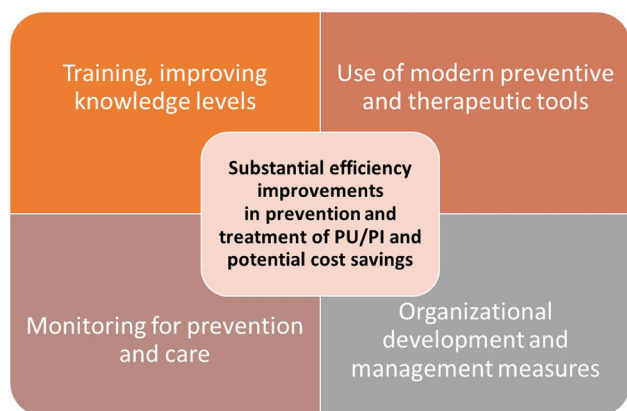 Training, improving
knowledge levels
Use of modern preventive
and therapeutic tools
Substantial efficiency
improvements
in prevention and
treatment of PU/PI and
potential cost savings
Monitoring for prevention
and care
Organizational
development and
management measures